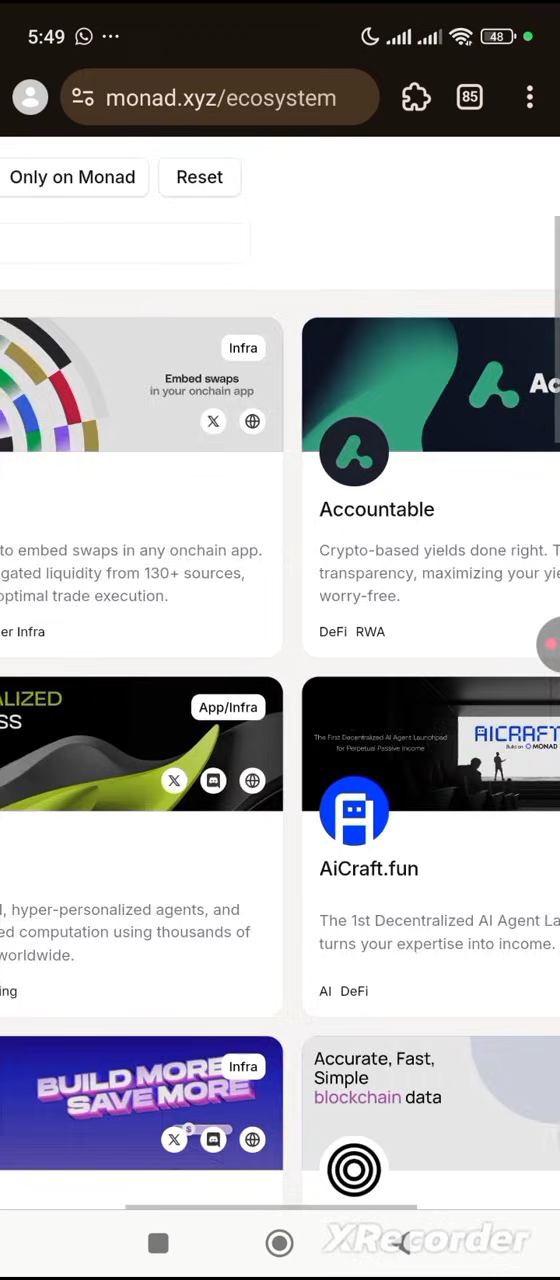 5:49
48
monad.xyz/ecosystem
85
Only on Monad
Reset
Infra
Embed swaps
in your onchain app
to embed swaps in any onchain app.
gated liquidity from 130+ sources,
optimal trade execution.
er Infra
Ac
Accountable
Crypto-based yields done right. T
transparency, maximizing your yie
worry-free.
DeFi RWA
ALIZED
SS
App/Infra
, hyper-personalized agents, and
ed computation using thousands of
worldwide.
ing
The First Decentralized AI Agent Launchpad
for Perpetual Passive Income
AICRAFT
Build on MONAD
AiCraft.fun
The 1st Decentralized AI Agent La
turns your expertise into income.
AI DeFi
BUILD MORE
SAVE MORE
Infra
Accurate, Fast,
Simple
blockchain data
XRecorder